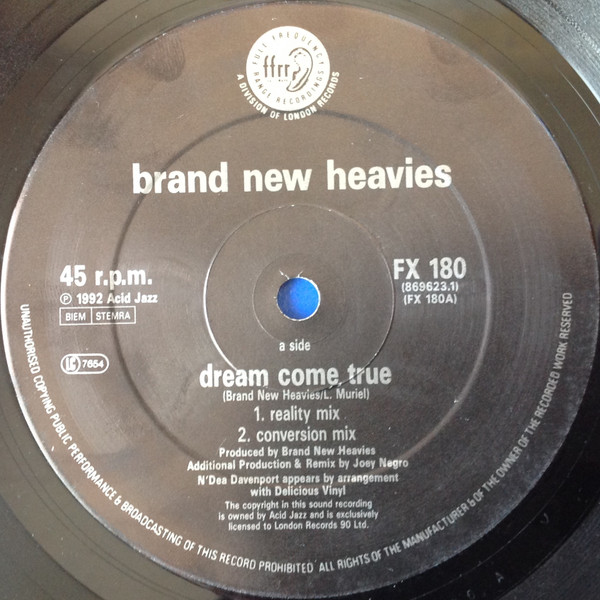 FULL FREQUENCY
ffrr
RANGE RECORDINGS
A DIVISION OF LONDON RECORDS
brand new heavies
45 r.p.m.
℗ 1992 Acid Jazz
BIEM STEMRA
LC 7654
FX 180
(869623.1)
(FX 180A)
a side
dream come true
(Brand New Heavies/L. Muriel)
1. reality mix
2. conversion mix
Produced by Brand New Heavies
Additional Production & Remix by Joey Negro
N'Dea Davenport appears by arrangement
with Delicious Vinyl
The copyright in this sound recording
is owned by Acid Jazz and is exclusively
licensed to London Records 90 Ltd.
UNAUTHORISED COPYING PUBLIC PERFORMANCE & BROADCASTING OF THIS RECORD PROHIBITED ALL RIGHTS OF THE MANUFACTURER & OF THE OWNER OF THE RECORDED WORK RESERVED